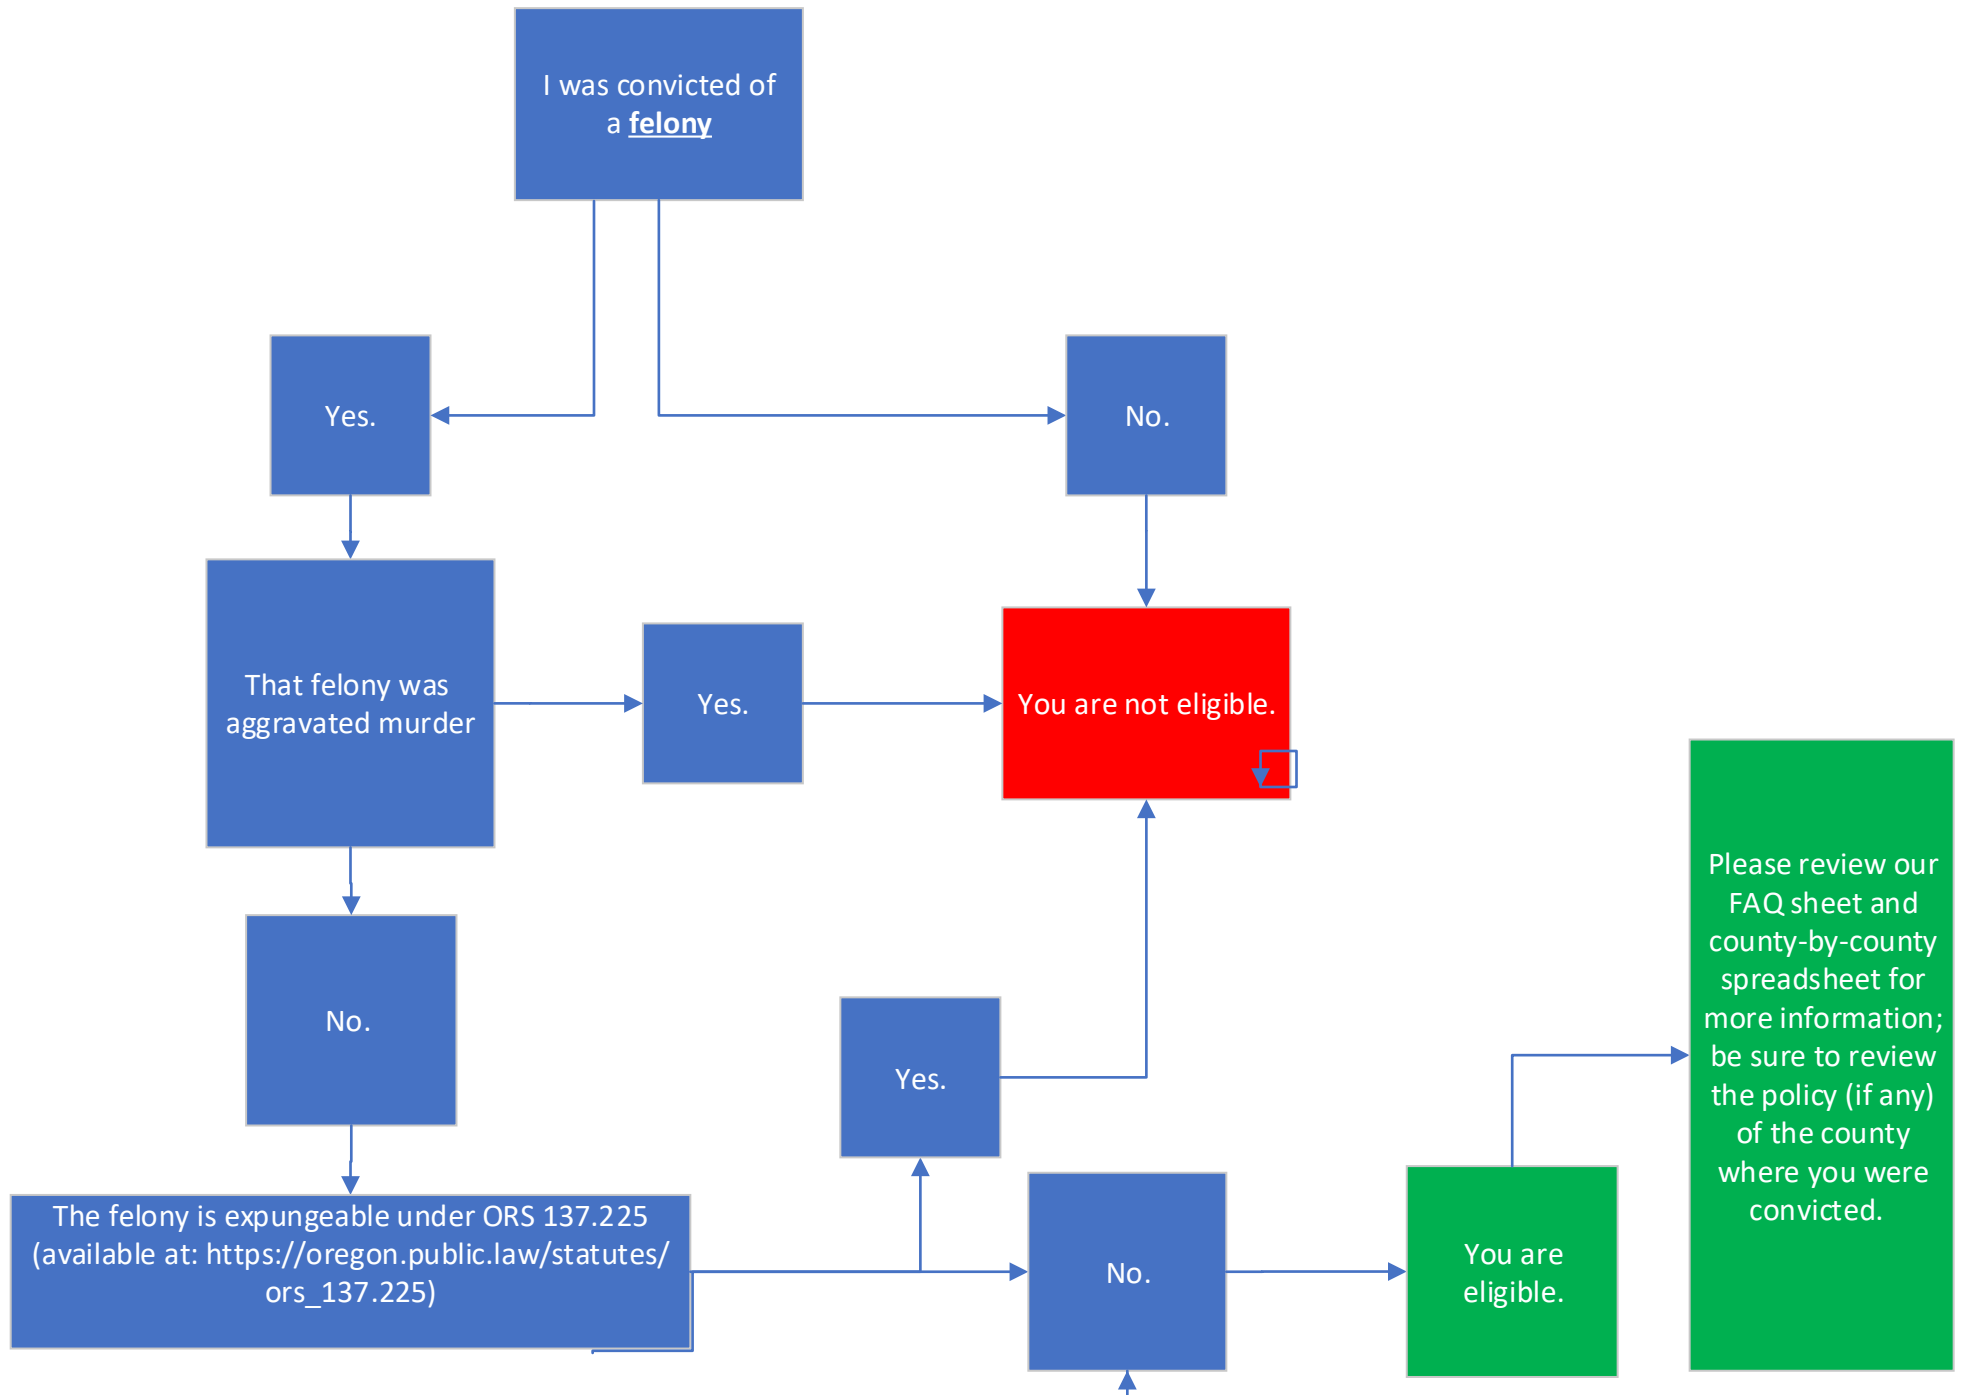 I was convicted of
a felony
Yes.
No.
That felony was
aggravated murder
Yes.
You are not eligible.
No.
Yes.
The felony is expungeable under ORS 137.225
(available at: https://oregon.public.law/statutes/
ors_137.225)
No.
You are
eligible.
Please review our
FAQ sheet and
county-by-county
spreadsheet for
more information;
be sure to review
the policy (if any)
of the county
where you were
convicted.